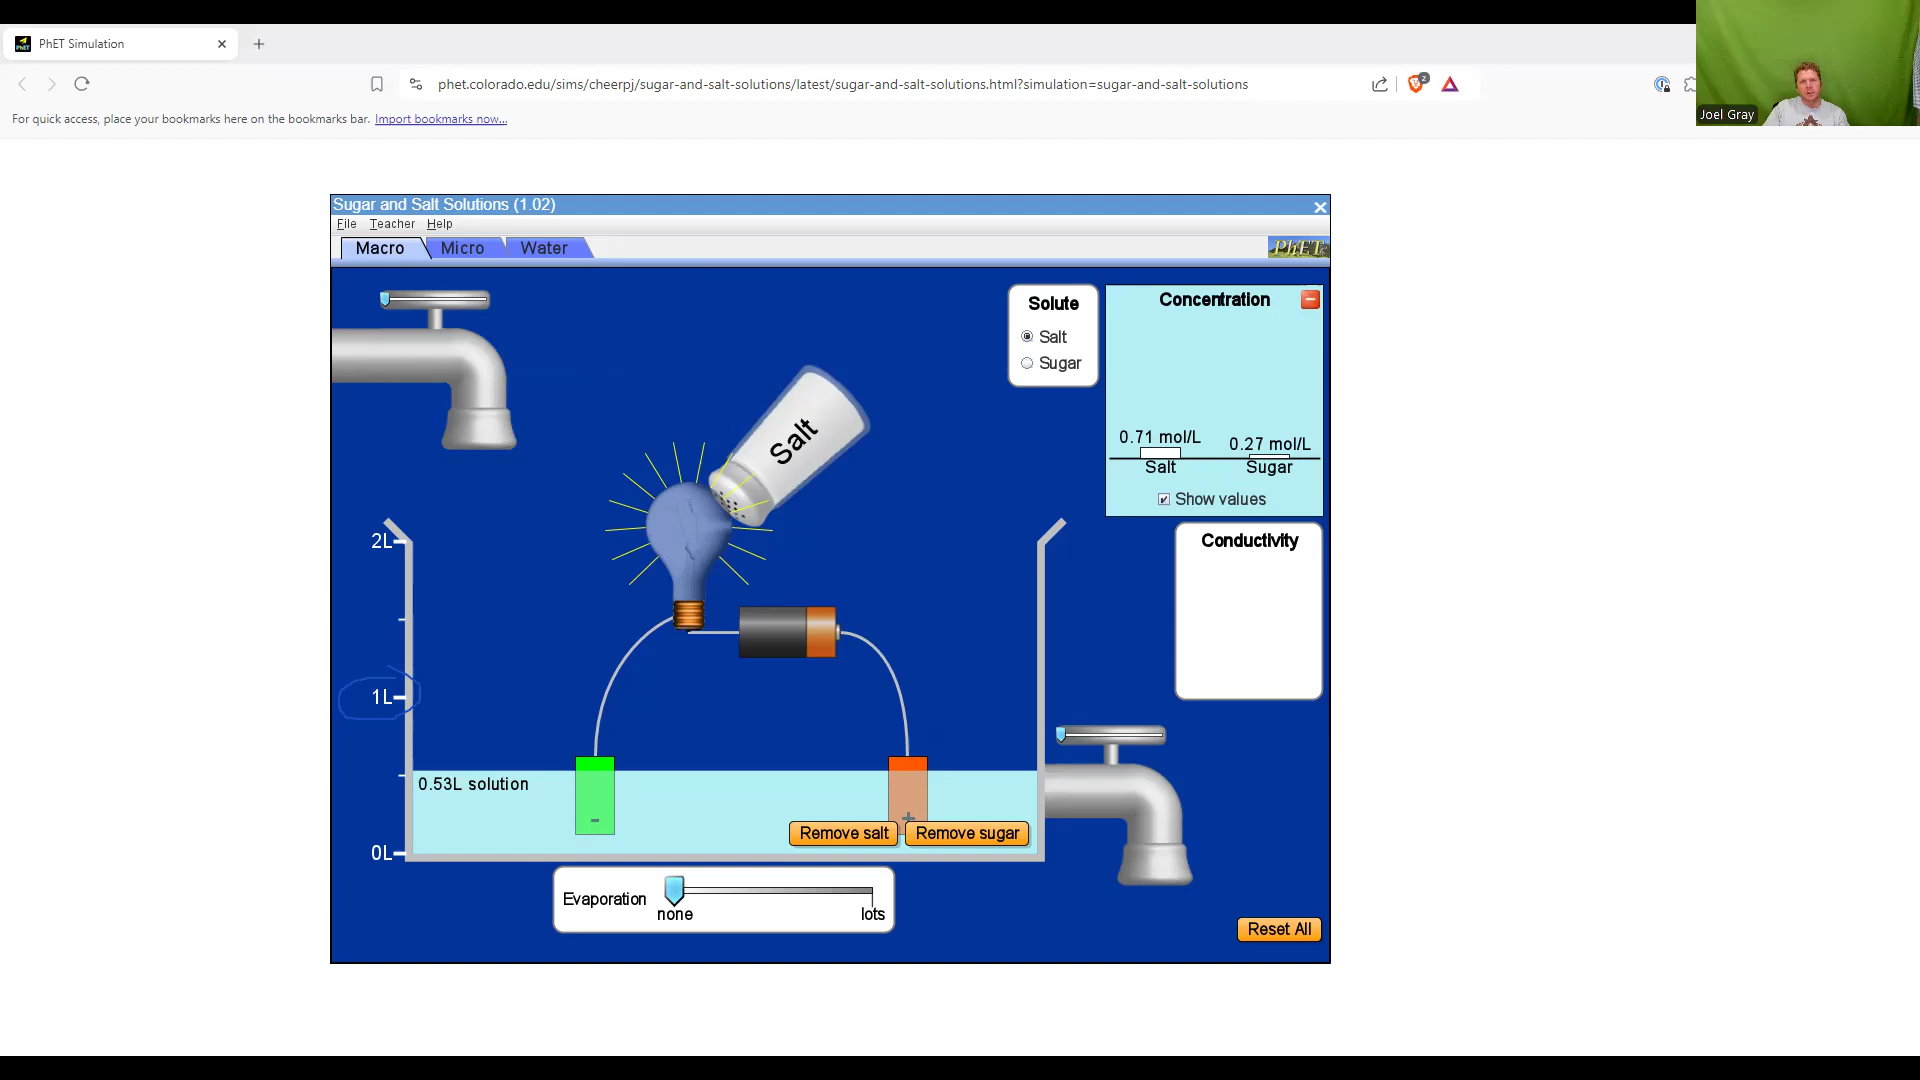 PhET Simulation
phet.colorado.edu/sims/cheerpj/sugar-and-salt-solutions/latest/sugar-and-salt-solutions.html?simulation=sugar-and-salt-solutions
2
For quick access, place your bookmarks here on the bookmarks bar. Import bookmarks now...
Joel Gray
Sugar and Salt Solutions (1.02)
File Teacher Help
Macro Micro Water
PhET
Solute
Salt
Sugar
Concentration
0.71 mol/L 0.27 mol/L
Salt Sugar
Show values
Salt
2L
1L
0L
Conductivity
0.53L solution
-
+
Remove salt Remove sugar
Evaporation
none lots
Reset All